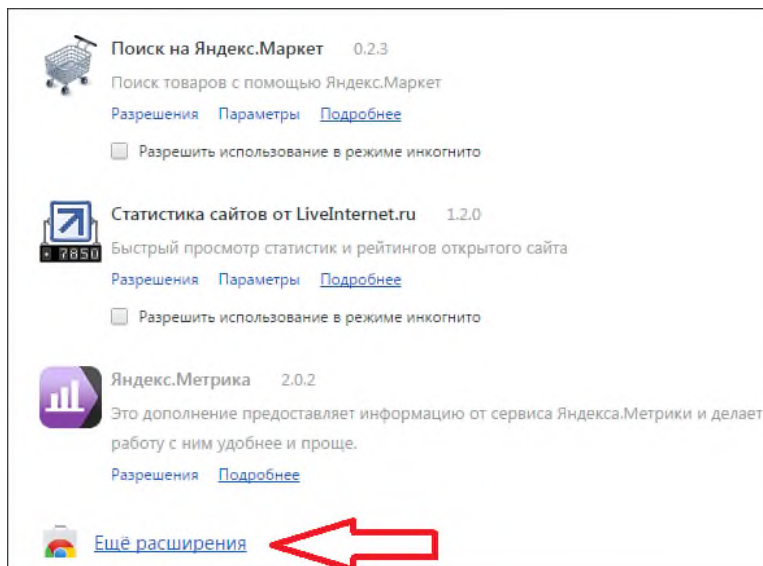 Поиск на Яндекс.Маркет 0.2.3
Поиск товаров с помощью Яндекс.Маркет
Разрешения Параметры Подробнее
Разрешить использование в режиме инкогнито
Статистика сайтов от LiveInternet.ru 1.2.0
7850
Быстрый просмотр статистик и рейтингов открытого сайта
Разрешения Параметры Подробнее
Разрешить использование в режиме инкогнито
Яндекс.Метрика 2.0.2
Это дополнение предоставляет информацию от сервиса Яндекса.Метрики и делает
работу с ним удобнее и проще.
Разрешения Подробнее
Ещё расширения